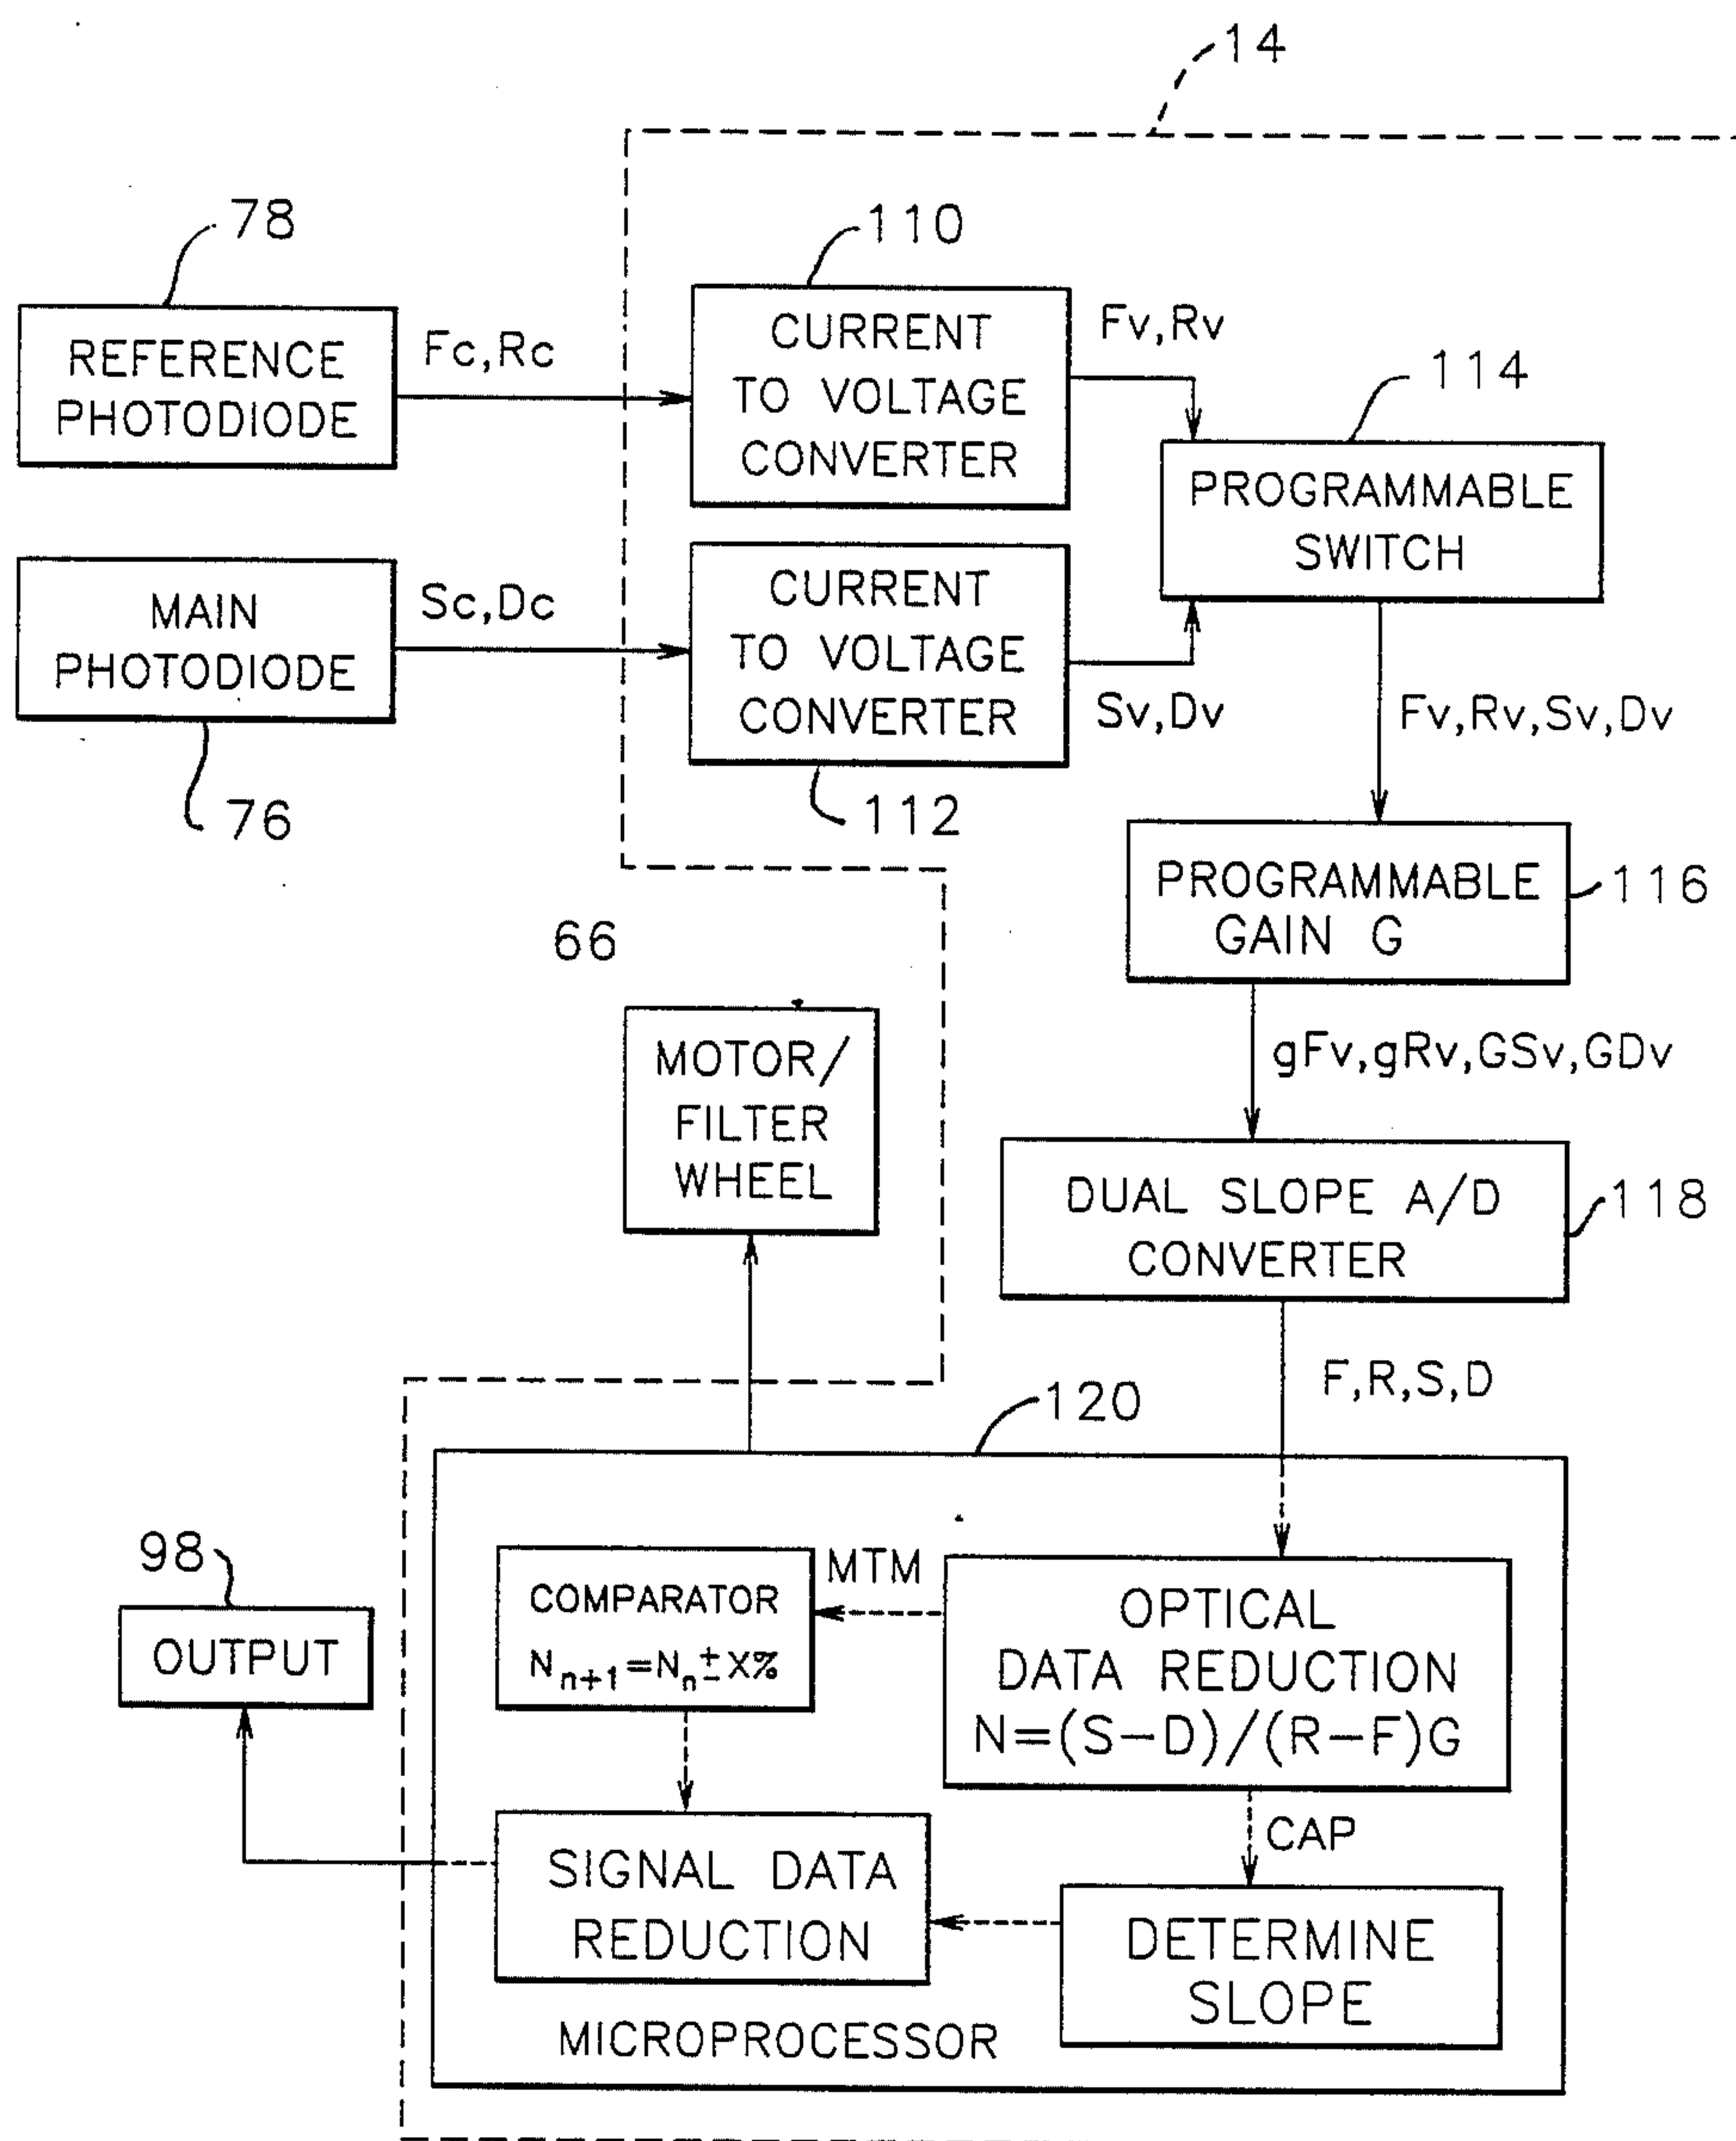 14
78
110
REFERENCE
PHOTODIODE
Fc,Rc
CURRENT
TO VOLTAGE
CONVERTER
Fv,Rv
114
PROGRAMMABLE
SWITCH
MAIN
PHOTODIODE
Sc,Dc
CURRENT
TO VOLTAGE
CONVERTER
Sv,Dv
Fv,Rv,Sv,Dv
76
112
PROGRAMMABLE
GAIN G
116
66
MOTOR/
FILTER
WHEEL
gFv,gRv,GSv,GDv
DUAL SLOPE A/D
CONVERTER
118
F,R,S,D
120
98
OUTPUT
COMPARATOR
Nn+1=Nn±X%
MTM
OPTICAL
DATA REDUCTION
N=(S-D)/(R-F)G
CAP
SIGNAL DATA
REDUCTION
DETERMINE
SLOPE
MICROPROCESSOR